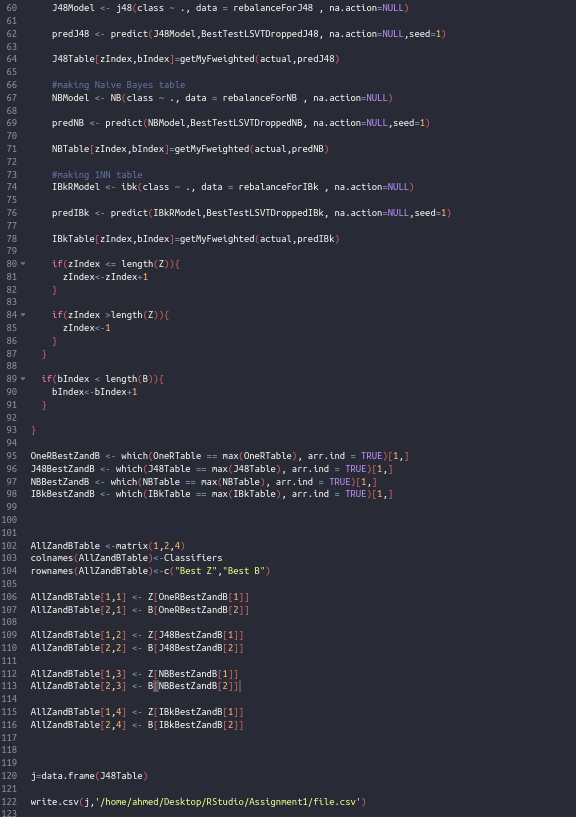 60 J48Model <- j48(class ~ ., data = rebalanceForJ48 , na.action=NULL)
61
62 predJ48 <- predict(J48Model,BestTestLSVTDroppedJ48, na.action=NULL,seed=1)
63
64 J48Table[zIndex,bIndex]=getMyFweighted(actual,predJ48)
65
66 #making Naive Bayes table
67 NBModel <- NB(class ~ ., data = rebalanceForNB , na.action=NULL)
68
69 predNB <- predict(NBModel,BestTestLSVTDroppedNB, na.action=NULL,seed=1)
70
71 NBTable[zIndex,bIndex]=getMyFweighted(actual,predNB)
72
73 #making 1NN table
74 IBkRModel <- ibk(class ~ ., data = rebalanceForIBk , na.action=NULL)
75
76 predIBk <- predict(IBkRModel,BestTestLSVTDroppedIBk, na.action=NULL,seed=1)
77
78 IBkTable[zIndex,bIndex]=getMyFweighted(actual,predIBk)
79
80 if(zIndex <= length(Z)){
81 zIndex<-zIndex+1
82 }
83
84 if(zIndex >length(Z)){
85 zIndex<-1
86 }
87 }
88
89 if(bIndex < length(B)){
90 bIndex<-bIndex+1
91 }
92
93 }
94
95 OneRBestZandB <- which(OneRTable == max(OneRTable), arr.ind = TRUE)[1,]
96 J48BestZandB <- which(J48Table == max(J48Table), arr.ind = TRUE)[1,]
97 NBBestZandB <- which(NBTable == max(NBTable), arr.ind = TRUE)[1,]
98 IBkBestZandB <- which(IBkTable == max(IBkTable), arr.ind = TRUE)[1,]
99
100
101
102 AllZandBTable <-matrix(1,2,4)
103 colnames(AllZandBTable)<-Classifiers
104 rownames(AllZandBTable)<-c("Best Z","Best B")
105
106 AllZandBTable[1,1] <- Z[OneRBestZandB[1]]
107 AllZandBTable[2,1] <- B[OneRBestZandB[2]]
108
109 AllZandBTable[1,2] <- Z[J48BestZandB[1]]
110 AllZandBTable[2,2] <- B[J48BestZandB[2]]
111
112 AllZandBTable[1,3] <- Z[NBBestZandB[1]]
113 AllZandBTable[2,3] <- B[NBBestZandB[2]]
114
115 AllZandBTable[1,4] <- Z[IBkBestZandB[1]]
116 AllZandBTable[2,4] <- B[IBkBestZandB[2]]
117
118
119
120 j=data.frame(J48Table)
121
122 write.csv(j,'/home/ahmed/Desktop/RStudio/Assignment1/file.csv')
123